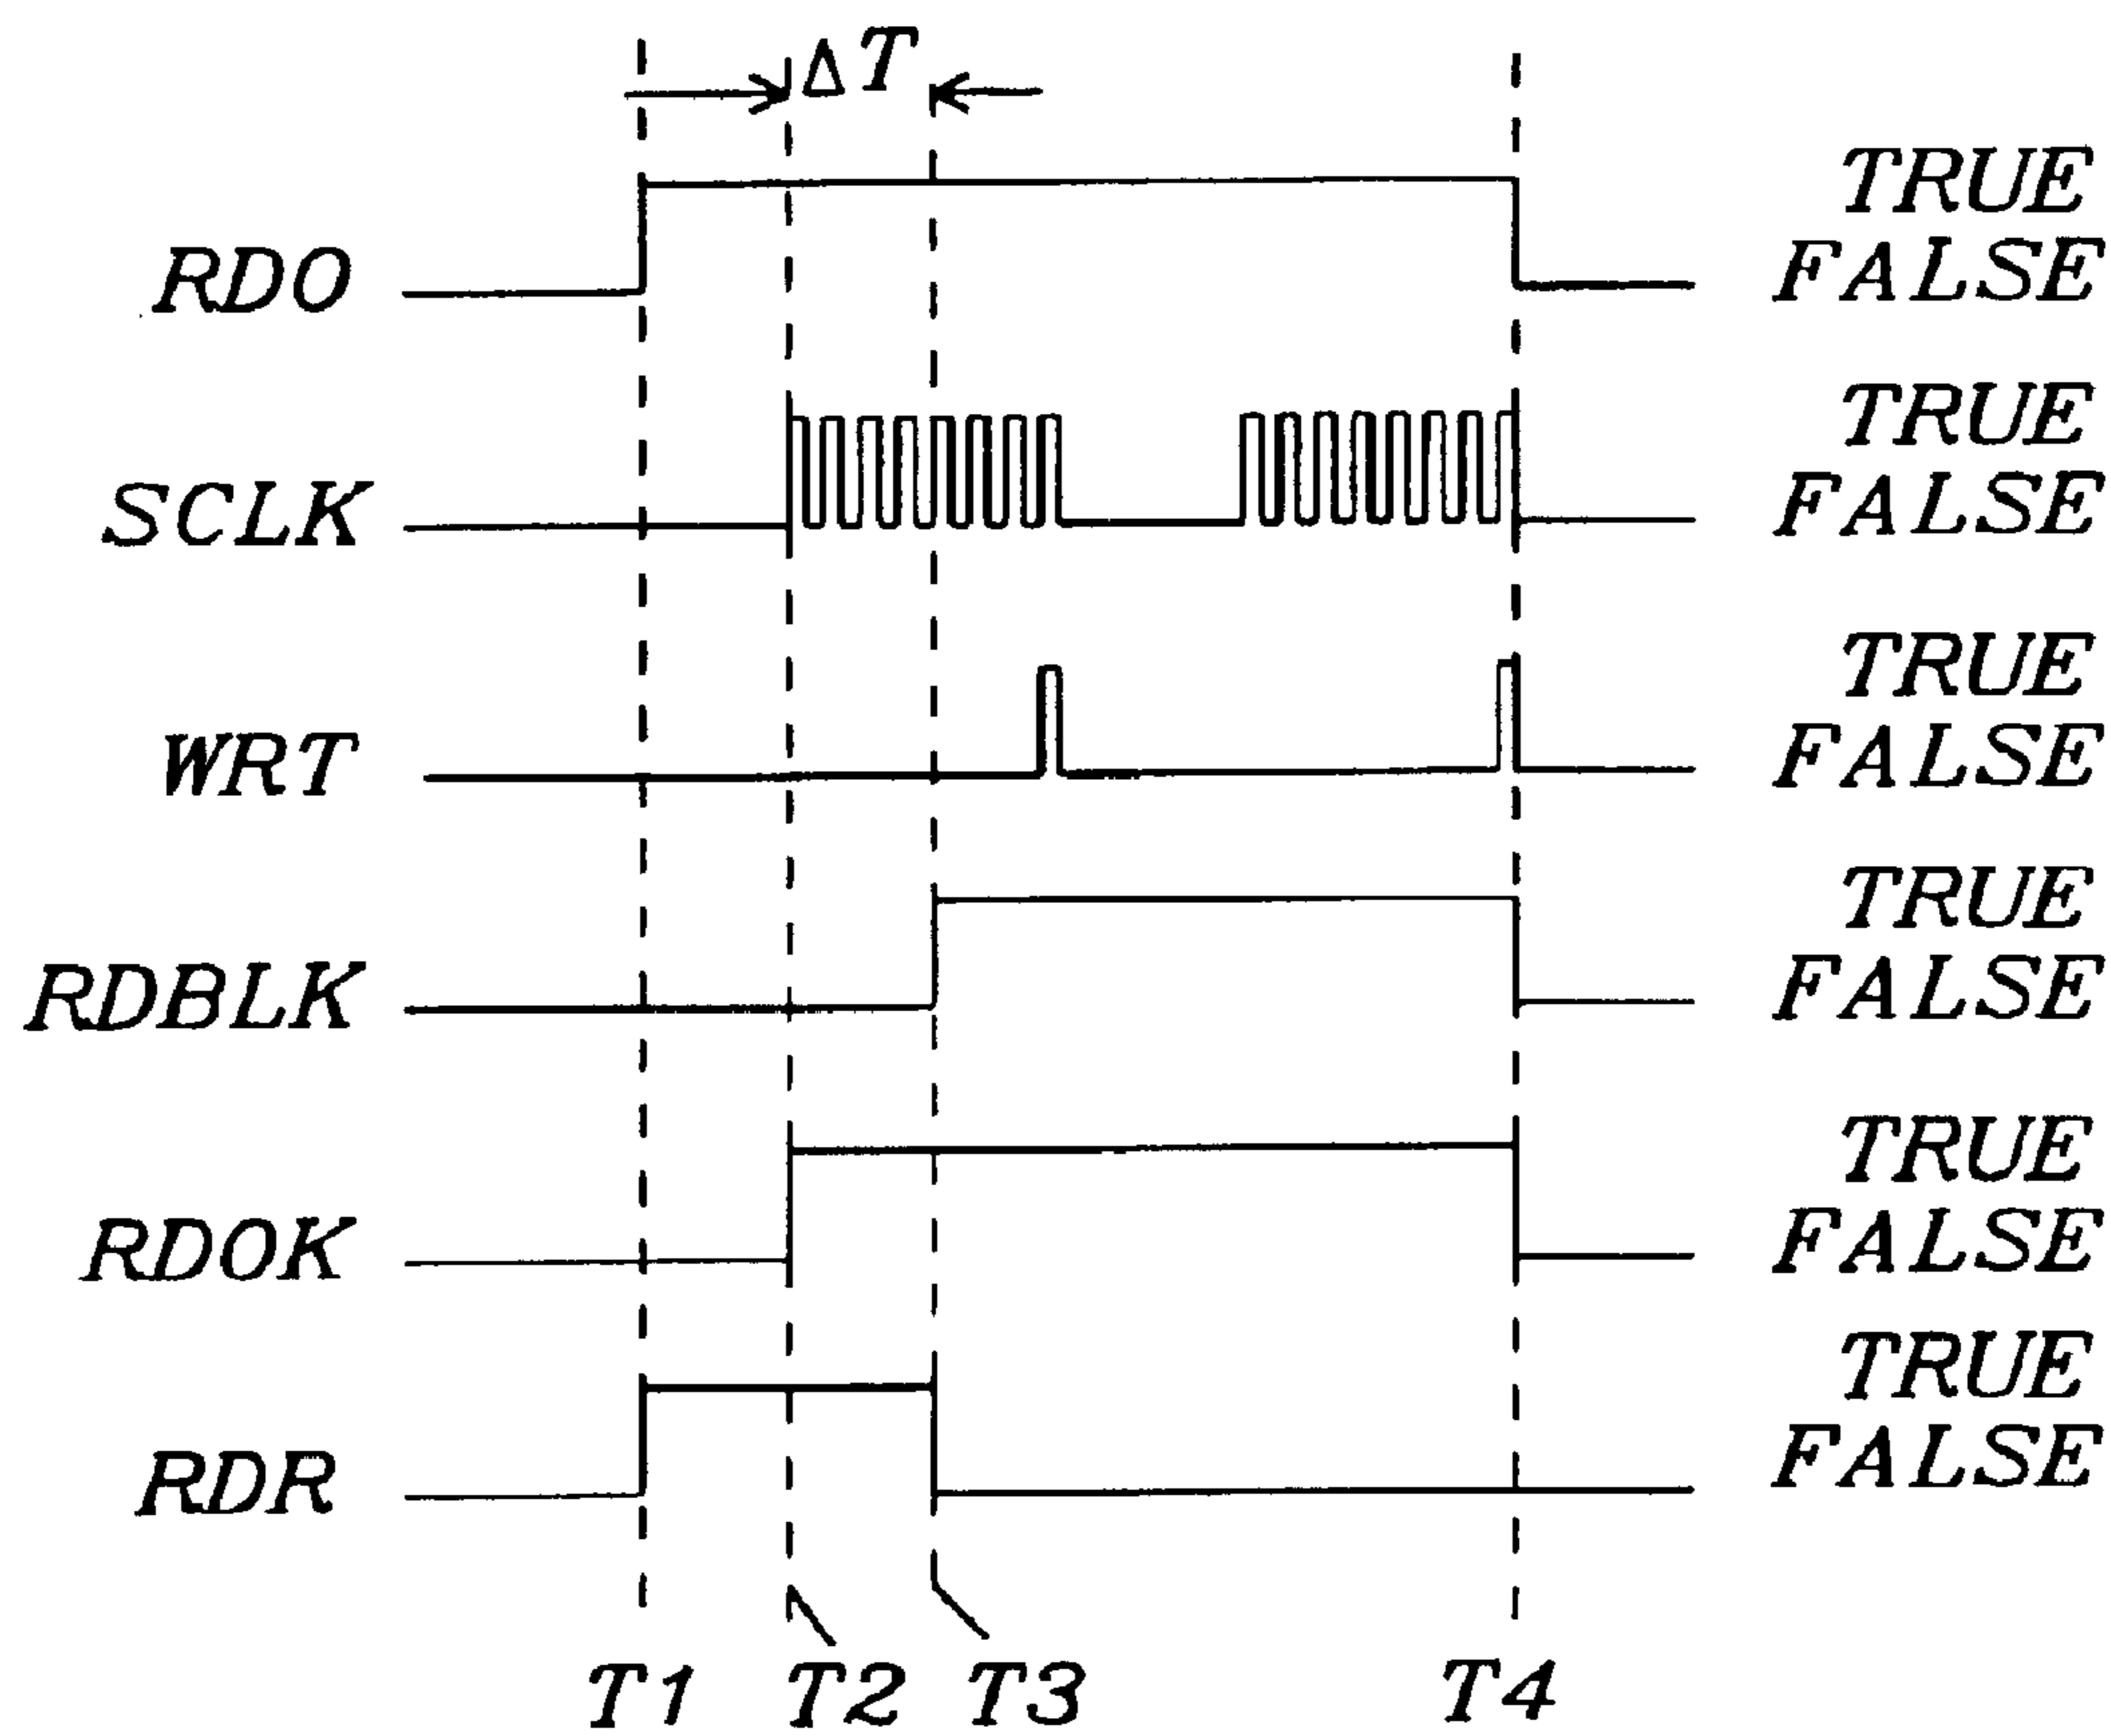 ΔT
TRUE
RDO FALSE
TRUE
SCLK FALSE
TRUE
WRT FALSE
TRUE
RDBLK FALSE
TRUE
RDOK FALSE
TRUE
RDR FALSE
T1 T2 T3 T4